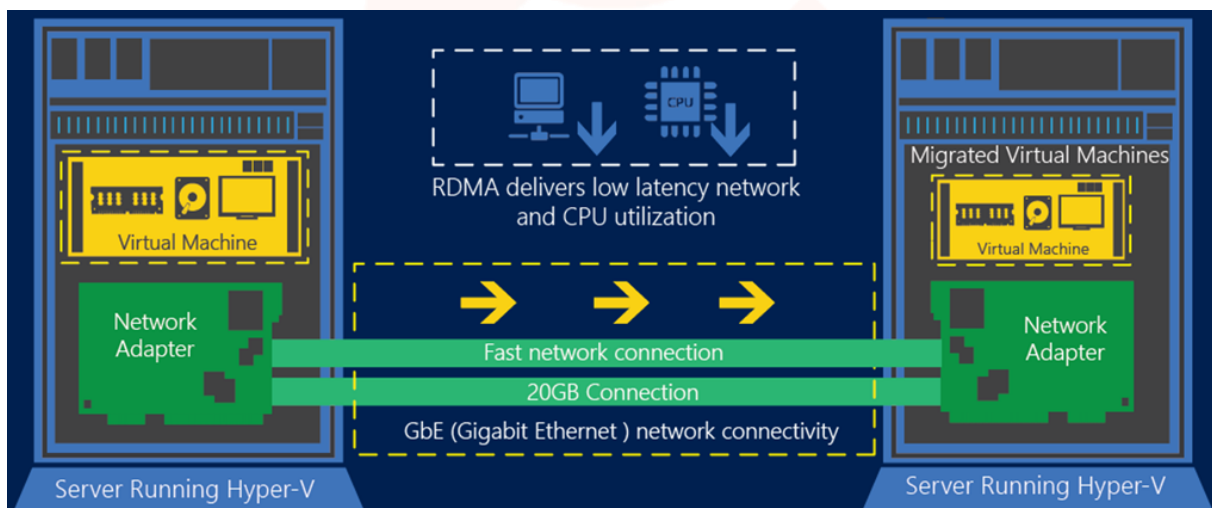 CPU
RDMA delivers low latency network
and CPU utilization
Virtual Machine
Network
Adapter
Fast network connection
20GB Connection
GbE (Gigabit Ethernet ) network connectivity
Server Running Hyper-V
Migrated Virtual Machines
Virtual Machine
Network
Adapter
Server Running Hyper-V